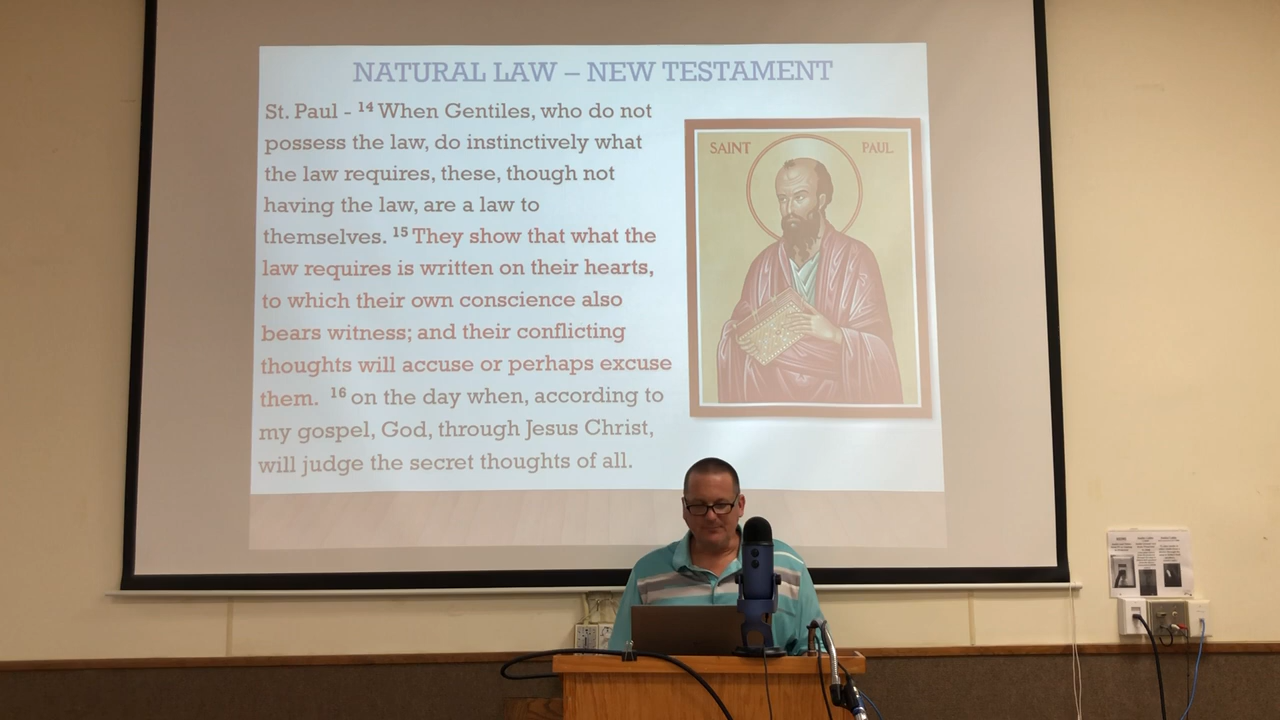 NATURAL LAW – NEW TESTAMENT
St. Paul - 14 When Gentiles, who do not
possess the law, do instinctively what
the law requires, these, though not
having the law, are a law to
themselves. 15 They show that what the
law requires is written on their hearts,
to which their own conscience also
bears witness; and their conflicting
thoughts will accuse or perhaps excuse
them. 16 on the day when, according to
my gospel, God, through Jesus Christ,
will judge the secret thoughts of all.
SAINT PAUL